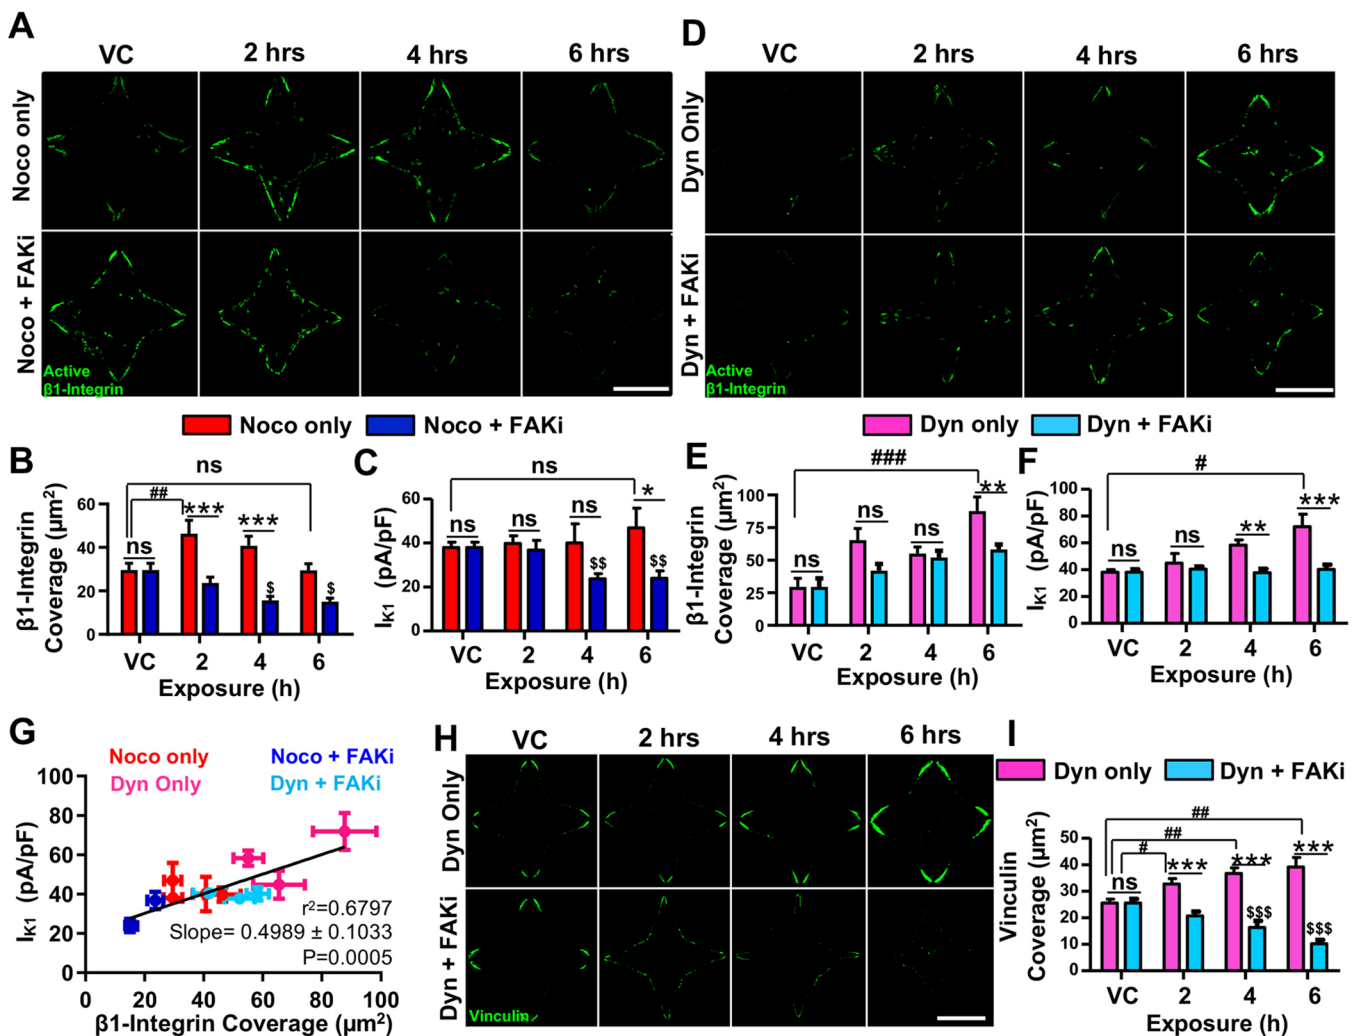 A
VC 2 hrs 4 hrs 6 hrs
Noco only
Noco + FAKi
Active
β1-Integrin
D
VC 2 hrs 4 hrs 6 hrs
Dyn Only
Dyn + FAKi
Active
β1-Integrin
Noco only Noco + FAKi
Dyn only Dyn + FAKi
B
β1-Integrin
Coverage (µm²)
60
40
20
0
ns
##
ns *** ***
$ $
VC 2 4 6
Exposure (h)
C
I_K1 (pA/pF)
60
40
20
0
ns
ns ns ns *
$$ $$
VC 2 4 6
Exposure (h)
E
β1-Integrin
Coverage (µm²)
100
75
50
25
0
###
ns ns ns **
VC 2 4 6
Exposure (h)
F
I_K1 (pA/pF)
100
80
60
40
20
0
#
ns ns ** ***
VC 2 4 6
Exposure (h)
G
Noco only Noco + FAKi
Dyn Only Dyn + FAKi
I_K1 (pA/pF)
100
80
60
40
20
0
r²=0.6797
Slope= 0.4989 ± 0.1033
P=0.0005
0 20 40 60 80 100
β1-Integrin Coverage (µm²)
H
VC 2 hrs 4 hrs 6 hrs
Dyn Only
Dyn + FAKi
Vinculin
I
Dyn only Dyn + FAKi
Vinculin
Coverage (µm²)
50
40
30
20
10
0
##
##
#
ns *** *** ***
$$$ $$$
VC 2 4 6
Exposure (h)